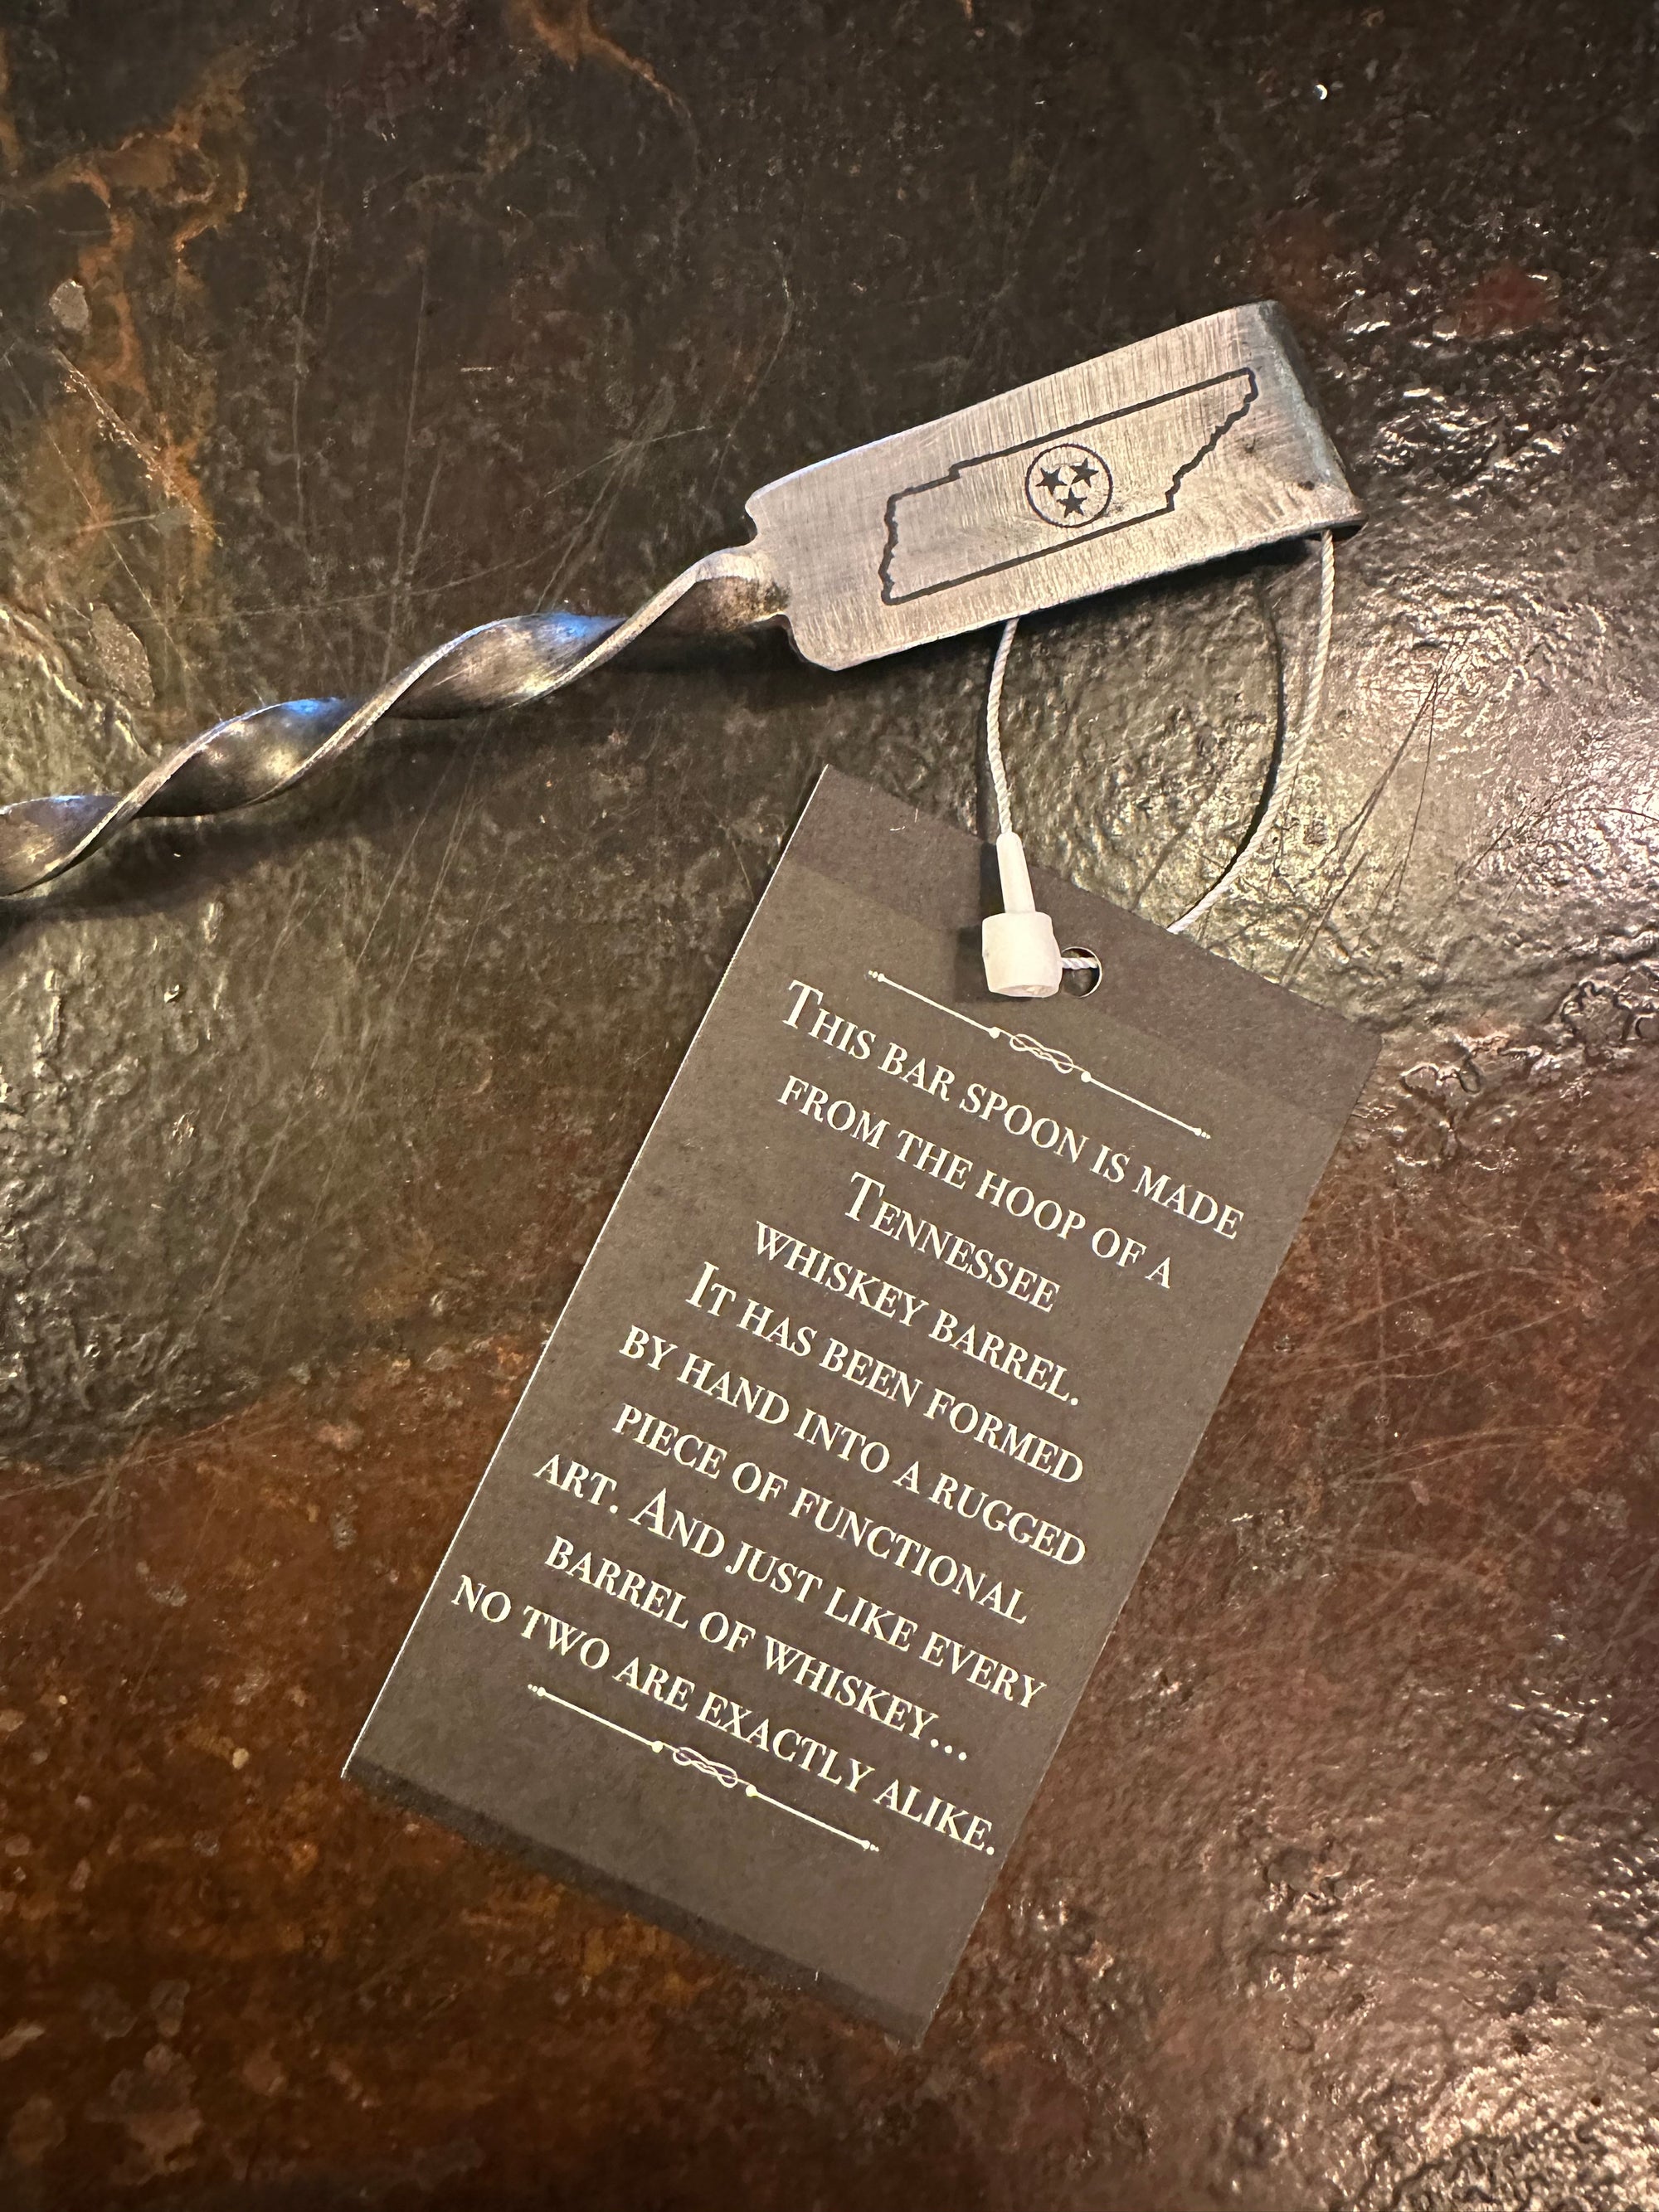 This bar spoon is made
from the hoop of a
Tennessee
whiskey barrel.
It has been formed
by hand into a rugged
piece of functional
art. And just like every
barrel of whiskey...
no two are exactly alike.